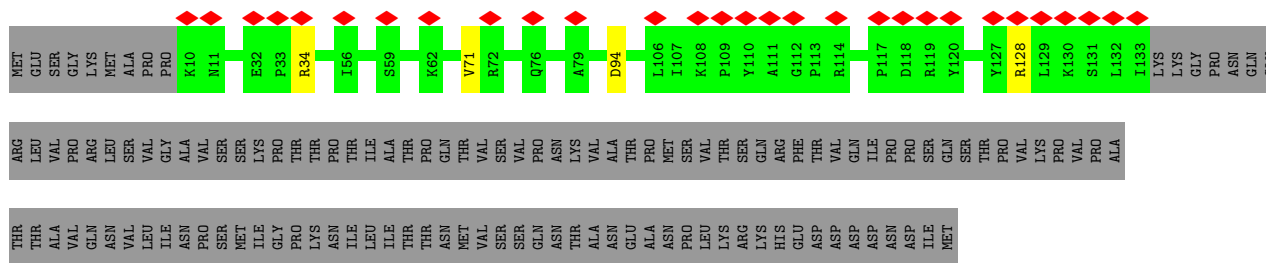 MET GLU SER GLY LYS MET ALA PRO PRO K10 N11 E32 P33 R34 I56 S59 K62 V71 R72 Q76 A79 D94 L106 I107 K108 P109 Y110 A111 G112 P113 R114 P117 D118 R119 Y120 Y127 R128 L129 K130 S131 L132 I133 LYS LYS GLY PRO ASN GLN
ARG LEU VAL PRO ARG LEU SER VAL GLY ALA VAL SER SER LYS PRO THR THR PRO THR ILE ALA THR PRO GLN THR VAL SER VAL PRO ASN LYS VAL ALA THR PRO MET SER VAL THR SER GLN ARG PHE THR VAL GLN ILE PRO PRO SER GLN SER THR PRO VAL LYS PRO VAL PRO ALA
THR THR ALA VAL GLN ASN VAL LEU ILE ASN PRO SER MET ILE GLY PRO LYS ASN ILE LEU ILE THR THR ASN MET VAL SER SER GLN ASN THR ALA ASN GLU ALA ASN PRO LEU LYS ARG LYS HIS GLU ASP ASP ASP ASP ASN ASP ILE MET